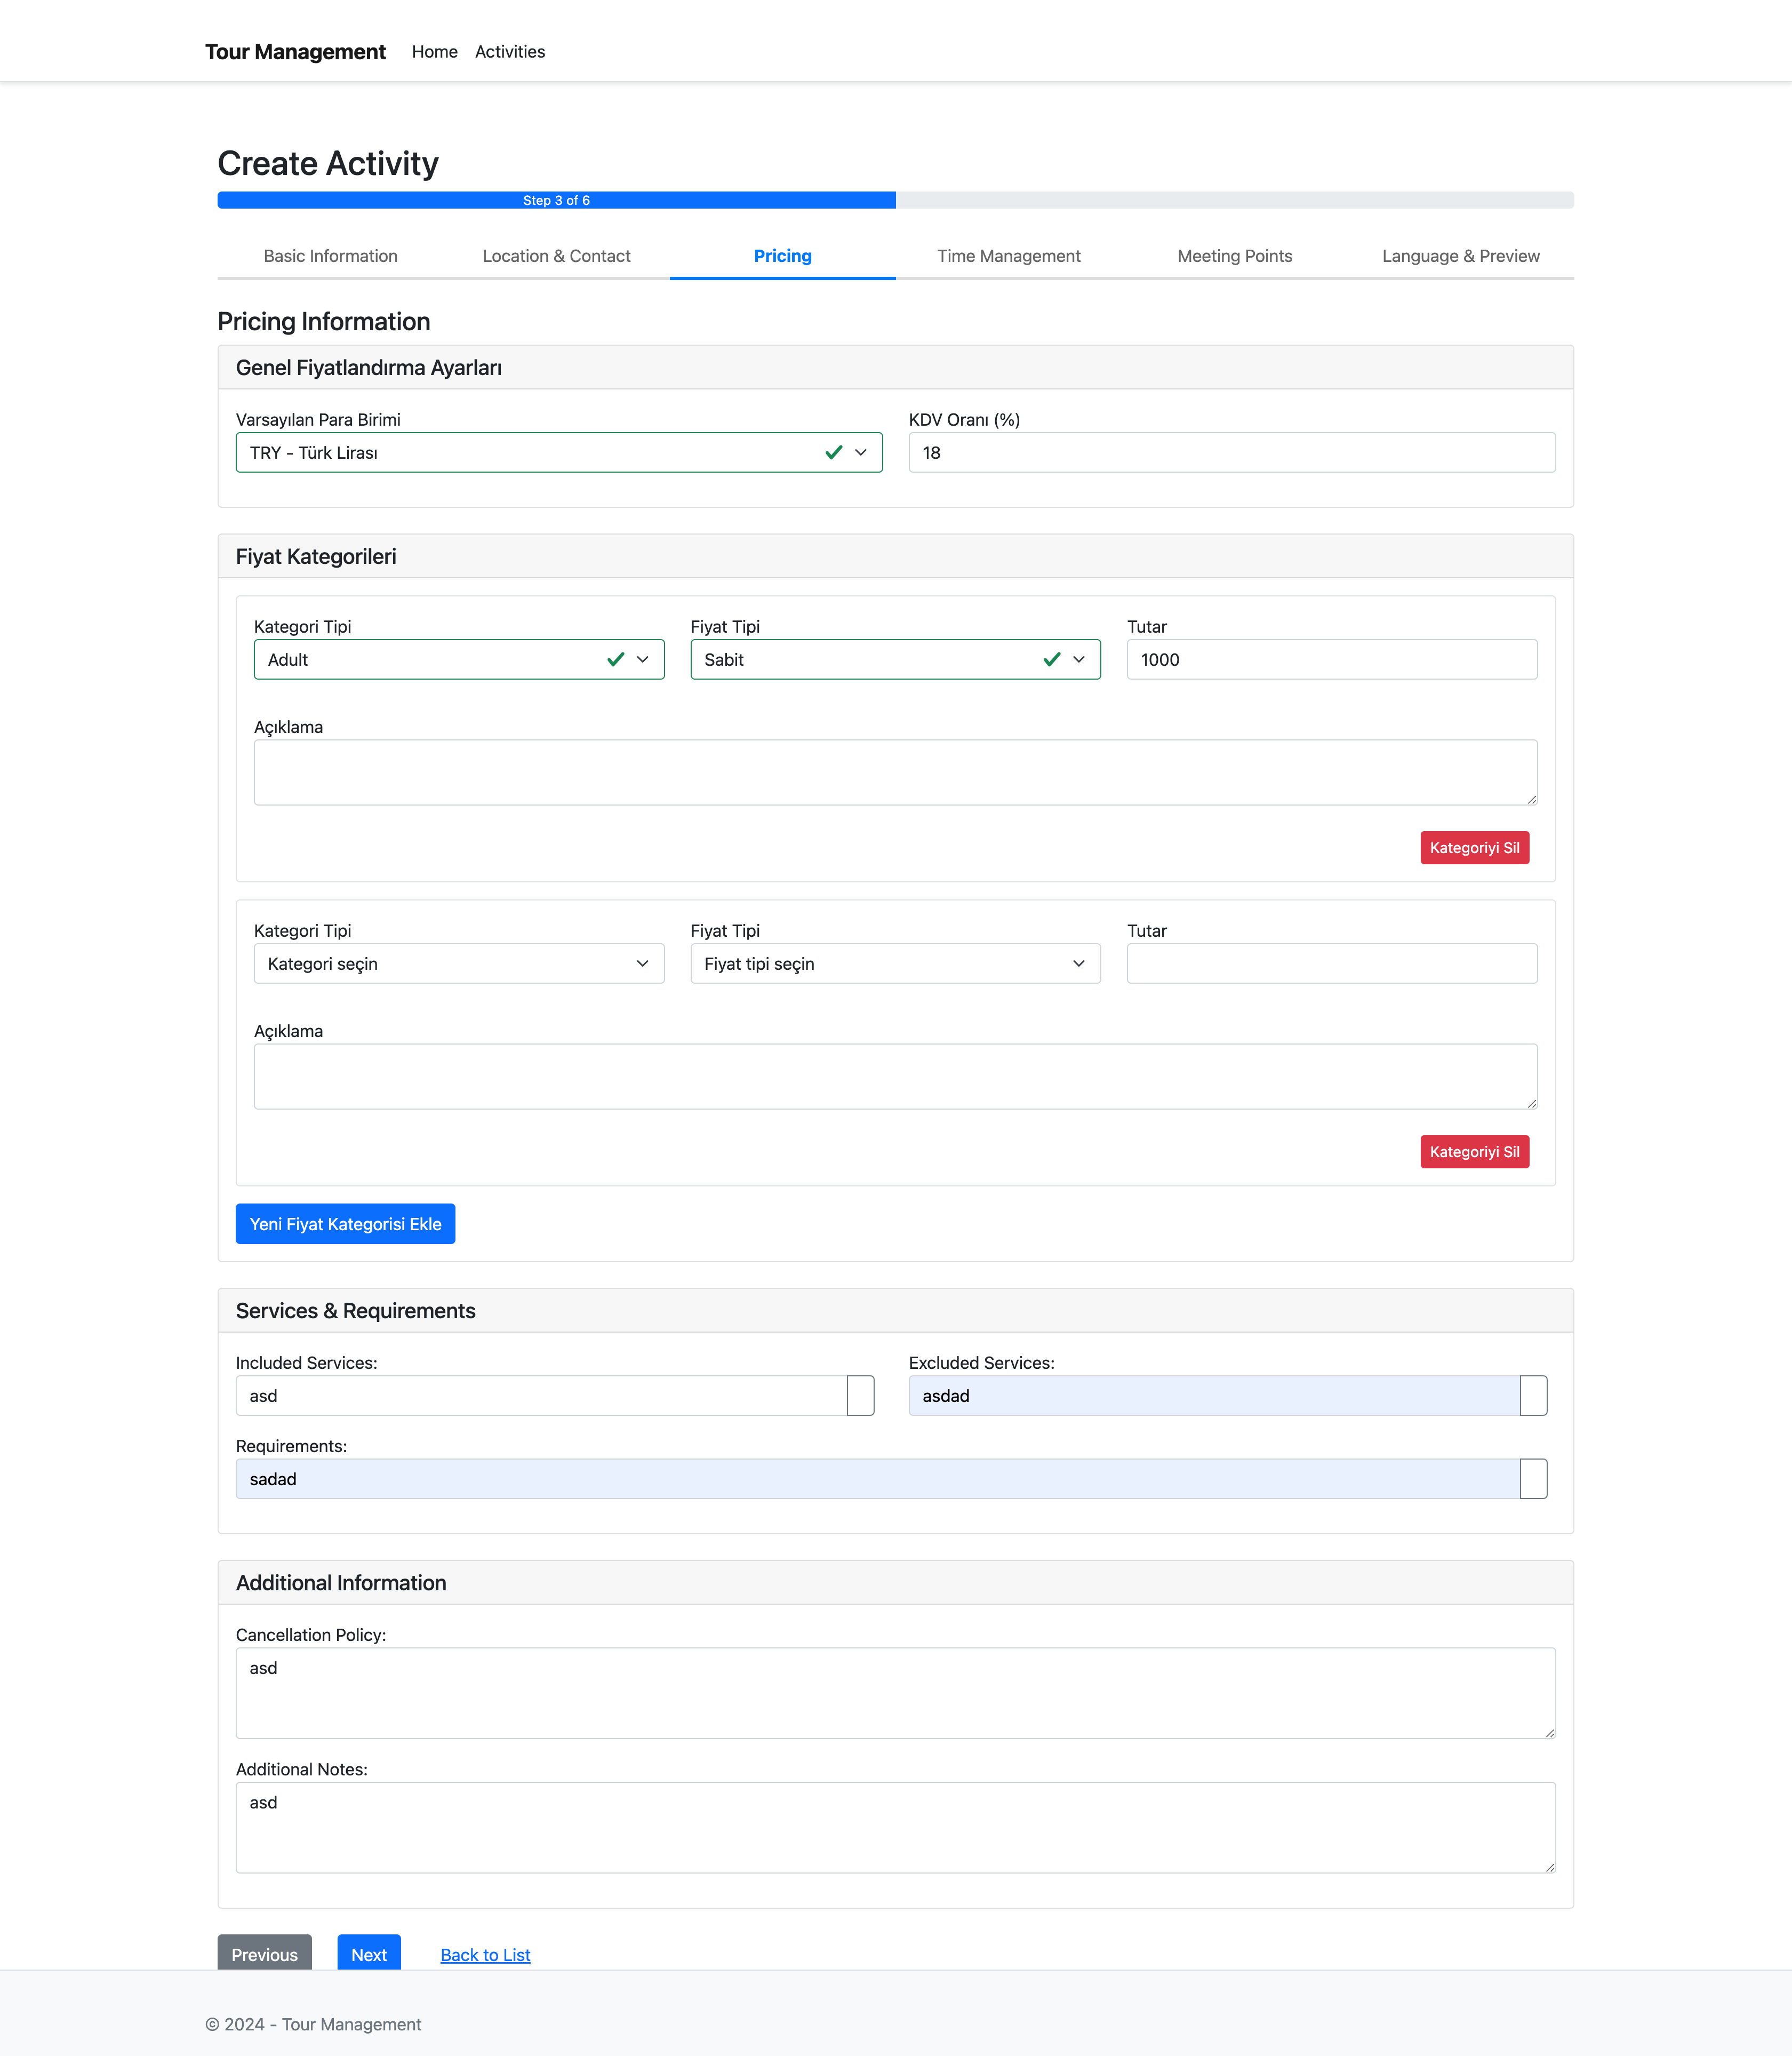 Tour Management Home Activities
Create Activity
Step 3 of 6
Basic Information Location & Contact Pricing Time Management Meeting Points Language & Preview
Pricing Information
Genel Fiyatlandırma Ayarları
Varsayılan Para Birimi KDV Oranı (%)
TRY - Türk Lirası 18
Fiyat Kategorileri
Kategori Tipi Fiyat Tipi Tutar
Adult Sabit 1000
Açıklama
Kategoriyi Sil
Kategori Tipi Fiyat Tipi Tutar
Kategori seçin Fiyat tipi seçin
Açıklama
Kategoriyi Sil
Yeni Fiyat Kategorisi Ekle
Services & Requirements
Included Services: Excluded Services:
asd asdad
Requirements:
sadad
Additional Information
Cancellation Policy:
asd
Additional Notes:
asd
Previous Next Back to List
© 2024 - Tour Management